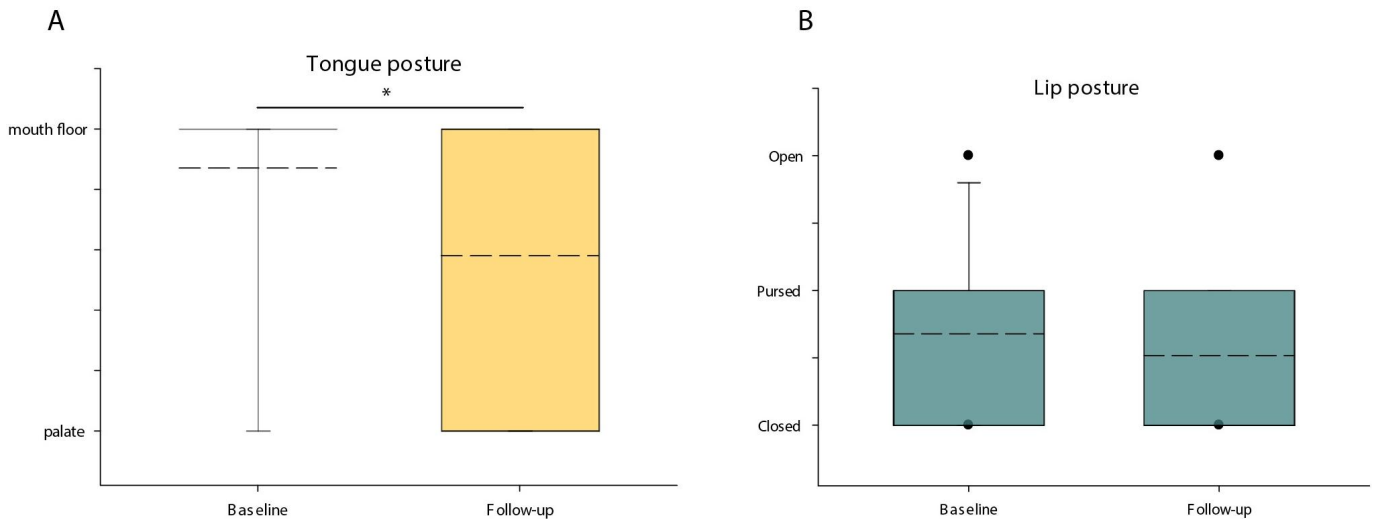 A
Tongue posture
*
mouth floor
palate
Baseline
Follow-up
B
Lip posture
Open
Pursed
Closed
Baseline
Follow-up